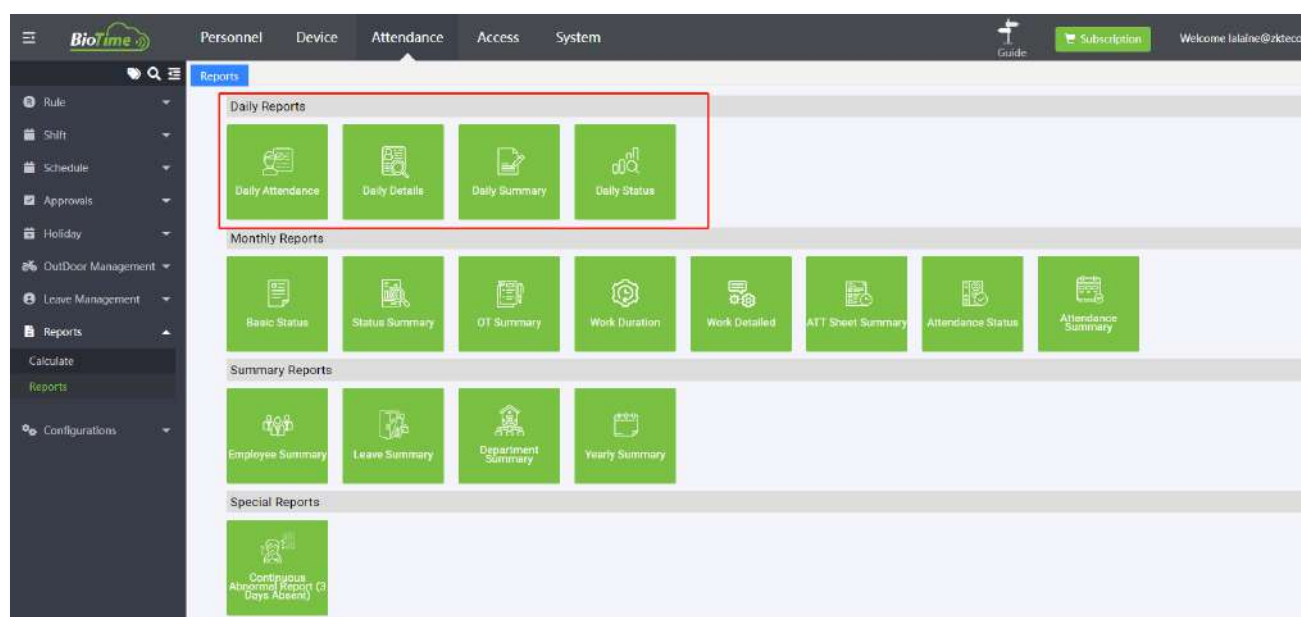 BioTime
Personnel Device Attendance Access System
Guide
Subscription
Welcome lalaine@zkteco
Reports
Rule
Shift
Schedule
Approvals
Holiday
OutDoor Management
Leave Management
Reports
Calculate
Reports
Configurations
Daily Reports
Daily Attendance
Daily Details
Daily Summary
Daily Status
Monthly Reports
Basic Status
Status Summary
OT Summary
Work Duration
Work Detailed
ATT Sheet Summary
Attendance Status
Attendance
Summary
Summary Reports
Employee Summary
Leave Summary
Department
Summary
Yearly Summary
Special Reports
Continuous
Abnormal Report (3
Days Absent)